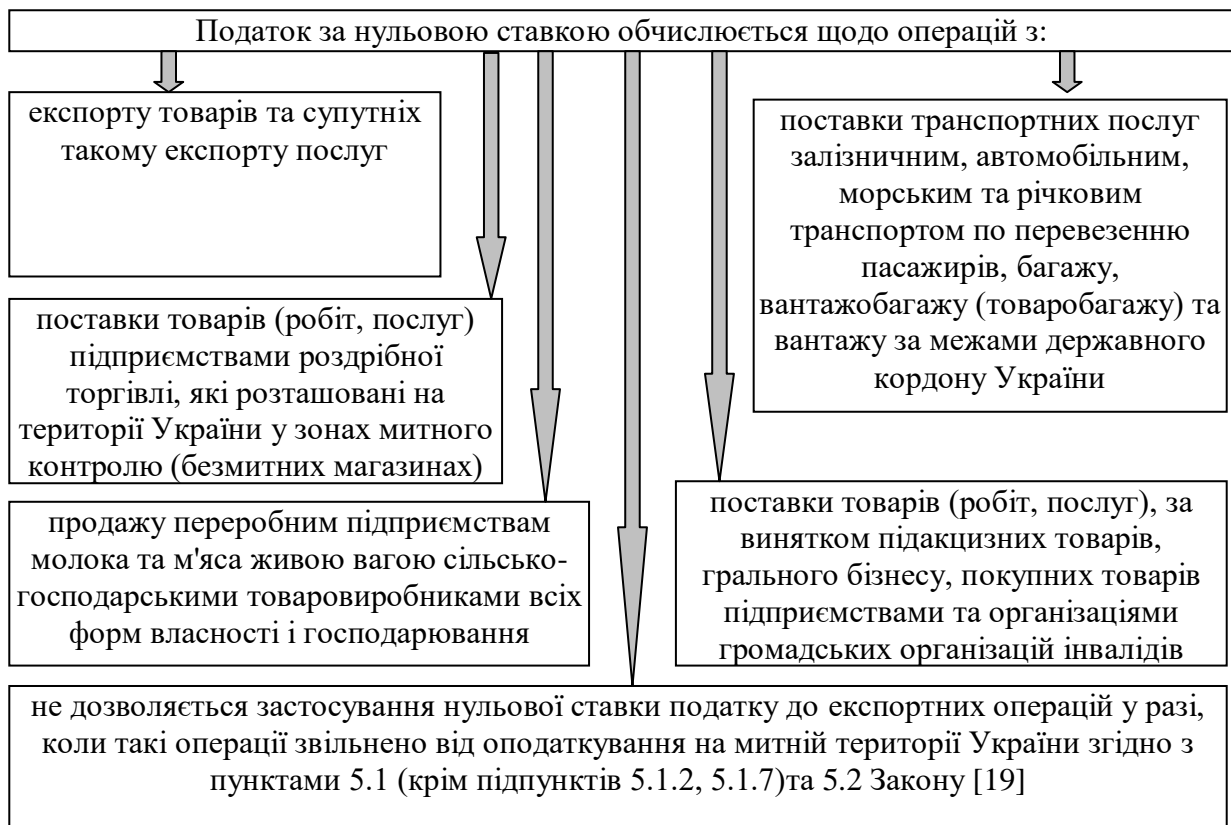 Податок за нульовою ставкою обчислюється щодо операцій з:
експорту товарів та супутніх
такому експорту послуг
поставки транспортних послуг
залізничним, автомобільним,
морським та річковим
транспортом по перевезенню
пасажирів, багажу,
вантажобагажу (товаробагажу) та
вантажу за межами державного
кордону України
поставки товарів (робіт, послуг)
підприємствами роздрібної
торгівлі, які розташовані на
території України у зонах митного
контролю (безмитних магазинах)
продажу переробним підприємствам
молока та м'яса живою вагою сільсько-
господарськими товаровиробниками всіх
форм власності і господарювання
поставки товарів (робіт, послуг), за
винятком підакцизних товарів,
грального бізнесу, покупних товарів
підприємствами та організаціями
громадських організацій інвалідів
не дозволяється застосування нульової ставки податку до експортних операцій у разі,
коли такі операції звільнено від оподаткування на митній території України згідно з
пунктами 5.1 (крім підпунктів 5.1.2, 5.1.7)та 5.2 Закону [19]